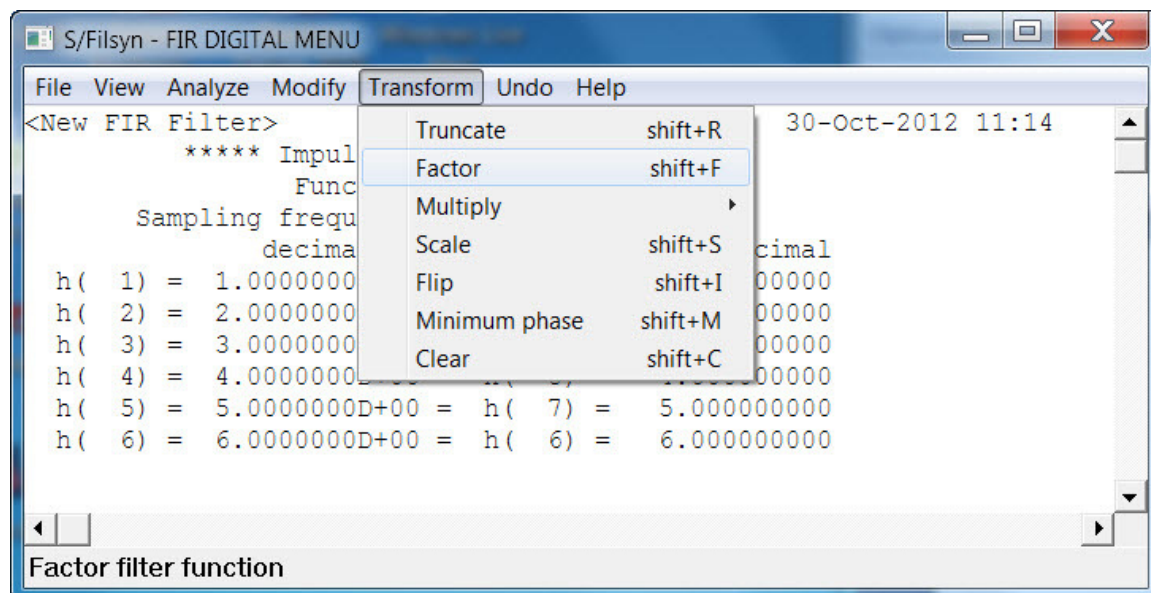 S/Filsyn - FIR DIGITAL MENU
File View Analyze Modify Transform Undo Help
<New FIR Filter> 30-Oct-2012 11:14
***** Impul
Func
Sampling frequ
decima cimal
h( 1) = 1.0000000 00000
h( 2) = 2.0000000 00000
h( 3) = 3.0000000 00000
h( 4) = 4.0000000 00000
h( 5) = 5.0000000D+00 = h( 7) = 5.000000000
h( 6) = 6.0000000D+00 = h( 6) = 6.000000000
Truncate shift+R
Factor shift+F
Multiply
Scale shift+S
Flip shift+I
Minimum phase shift+M
Clear shift+C
Factor filter function